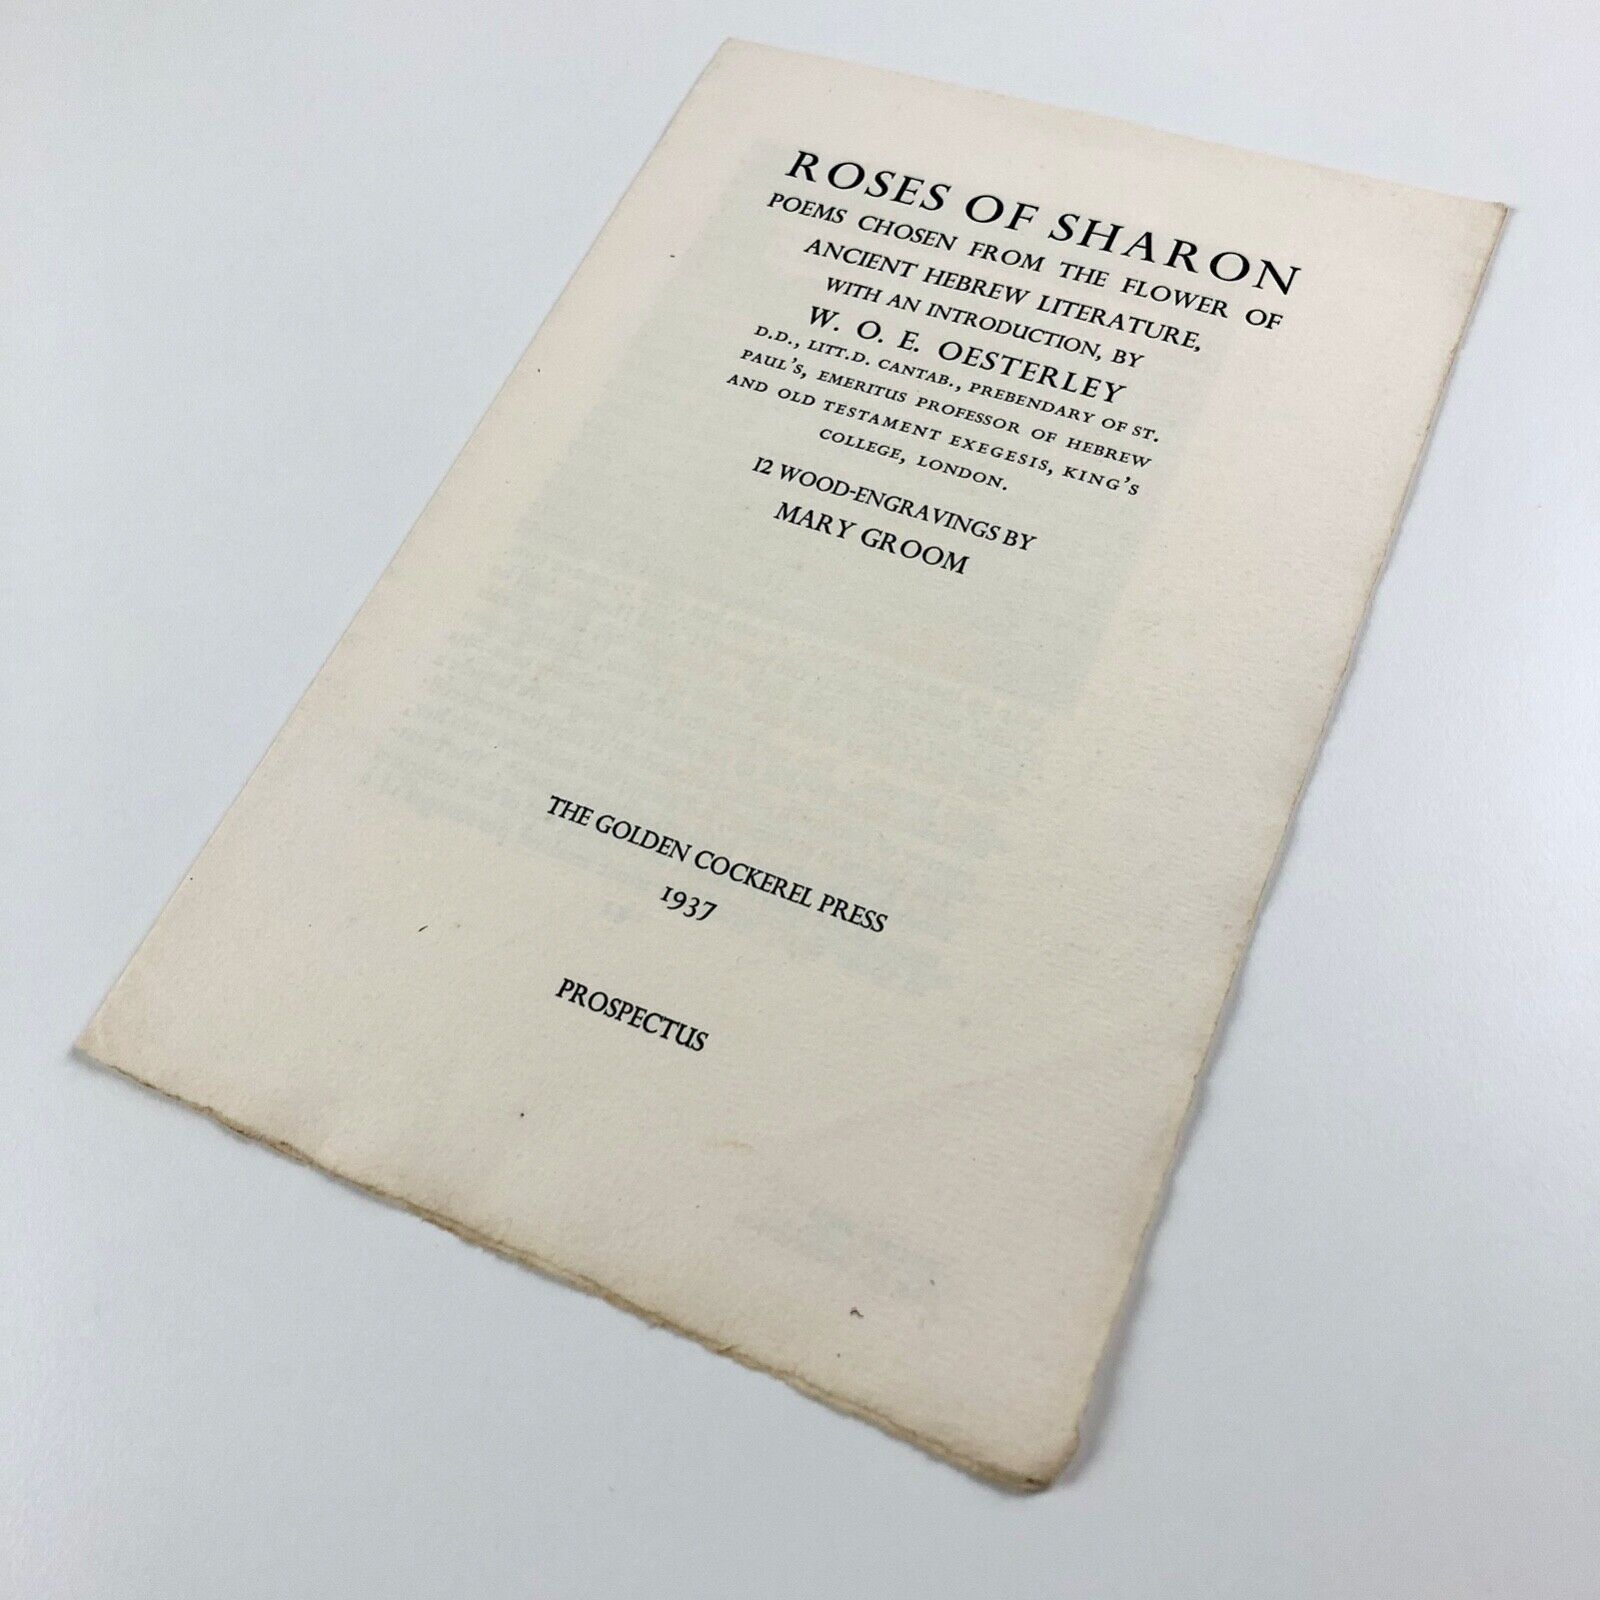 ROSES OF SHARON
POEMS CHOSEN FROM THE FLOWER OF
ANCIENT HEBREW LITERATURE,
WITH AN INTRODUCTION, BY
W. O. E. OESTERLEY
D.D., LITT.D. CANTAB., PREBENDARY OF ST.
PAUL'S, EMERITUS PROFESSOR OF HEBREW
AND OLD TESTAMENT EXEGESIS, KING'S
COLLEGE, LONDON.
12 WOOD-ENGRAVINGS BY
MARY GROOM
THE GOLDEN COCKEREL PRESS
1937
PROSPECTUS